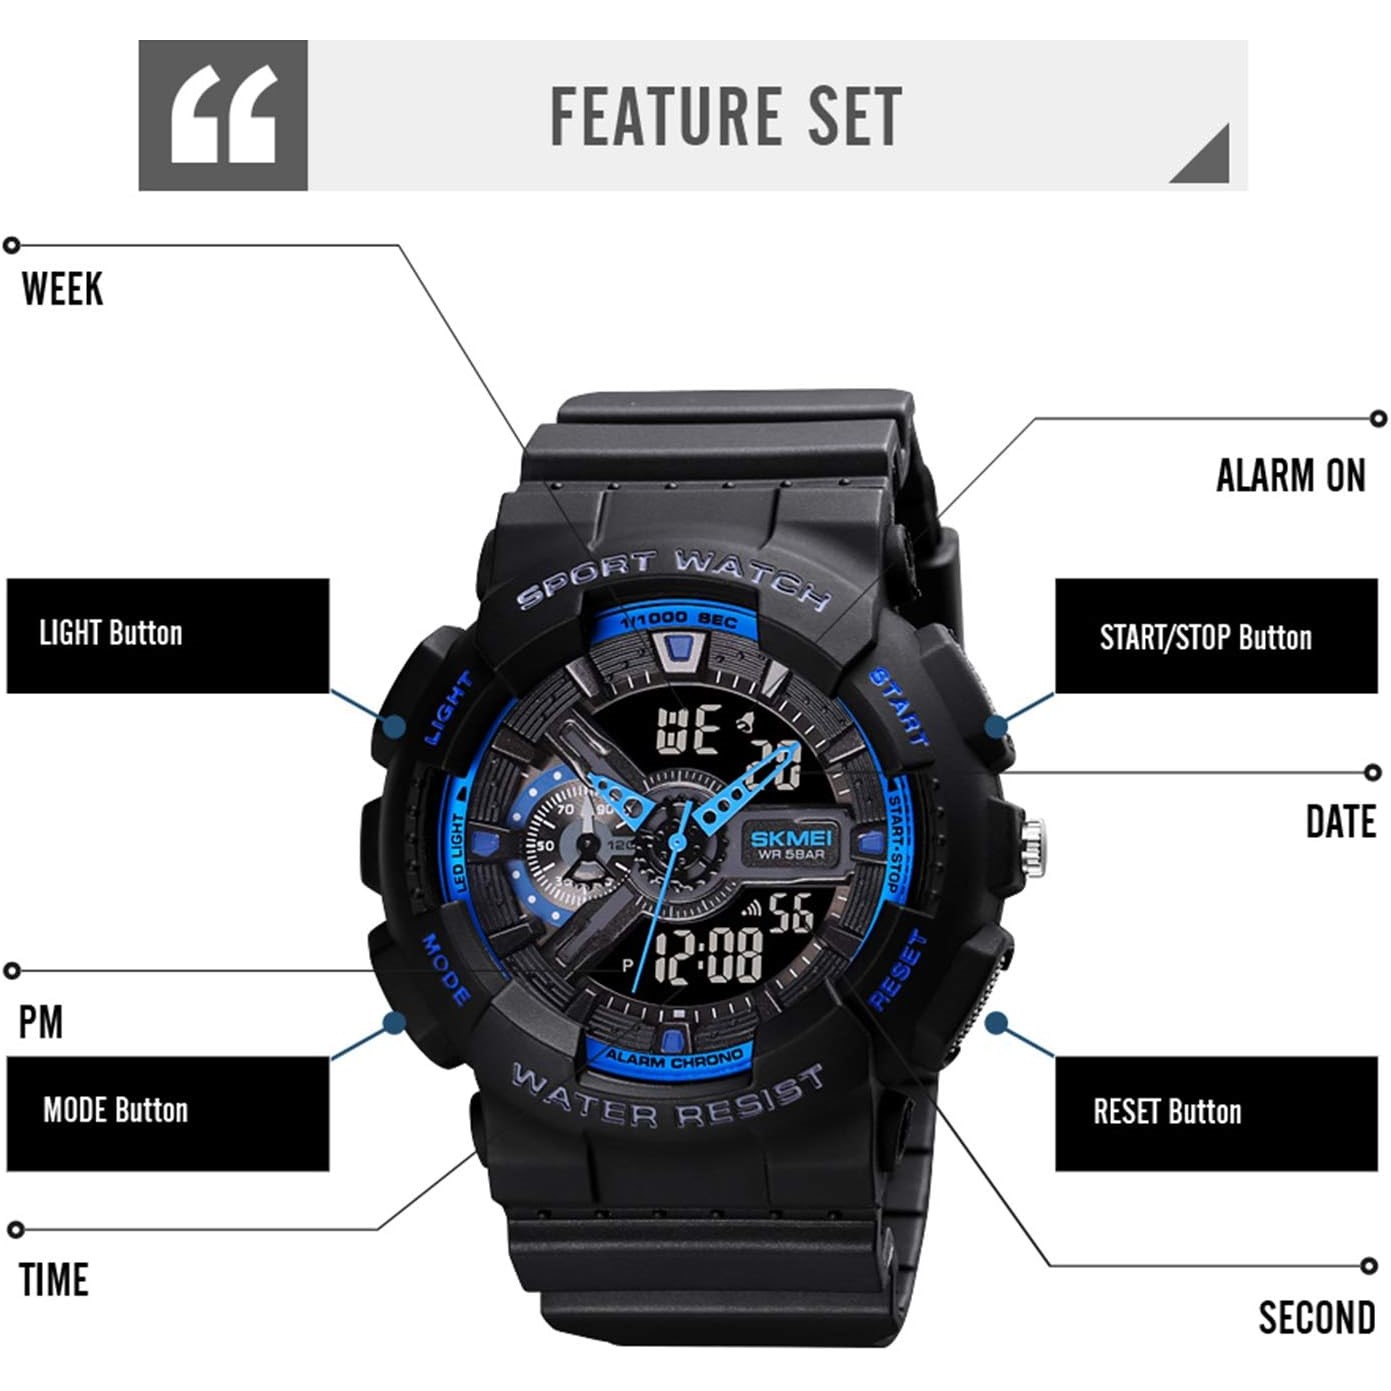 FEATURE SET
WEEK
ALARM ON
LIGHT Button
START/STOP Button
SPORT WATCH
1/1000 SEC
LIGHT
START
WE
20
DATE
70
90
50
120
SKMEI
WR 5BAR
LED LIGHT
START·STOP
56
P
12:08
MODE
RESET
PM
ALARM CHRONO
WATER RESIST
MODE Button
RESET Button
TIME
SECOND